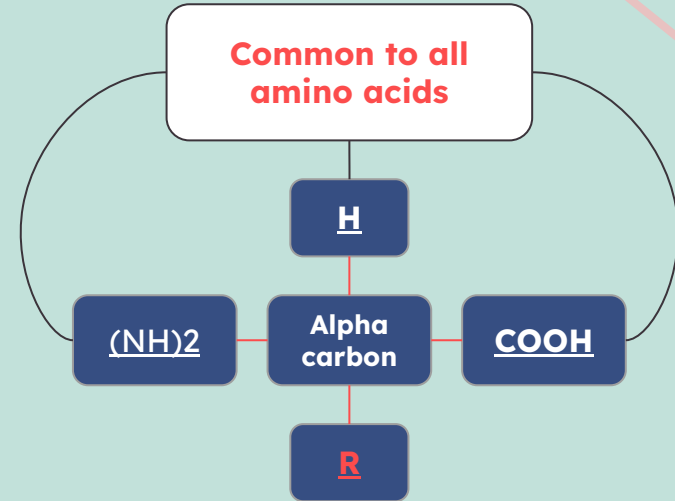 Common to all
amino acids
H
(NH)2
Alpha
carbon
COOH
R